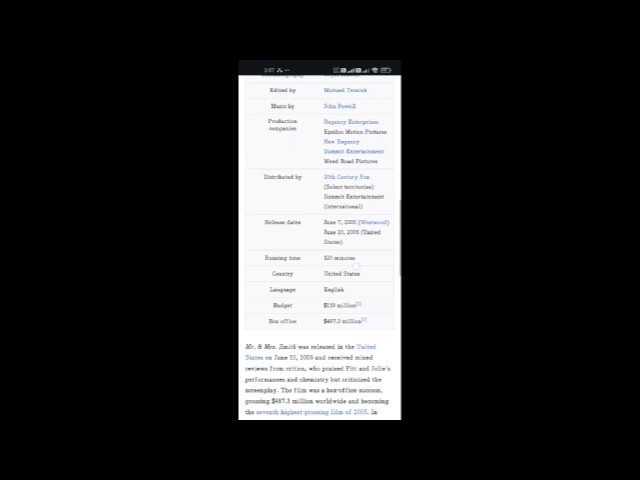 2:07
Edited by Michael Tronick
Music by John Powell
Production companies Regency Enterprises
Epsilon Motion Pictures
New Regency
Summit Entertainment
Weed Road Pictures
Distributed by 20th Century Fox
(Select territories)
Summit Entertainment
(International)
Release dates June 7, 2005 (Westwood)
June 10, 2005 (United
States)
Running time 120 minutes
Country United States
Language English
Budget
Box office $487.3 million
Mr. & Mrs. Smith was released in the United
States on June 10, 2005 and received mixed
reviews from critics, who praised Pitt and Jolie's
performances and chemistry but criticized the
screenplay. The film was a box-office success,
grossing $487.3 million worldwide and becoming
the seventh highest-grossing film of 2005. In